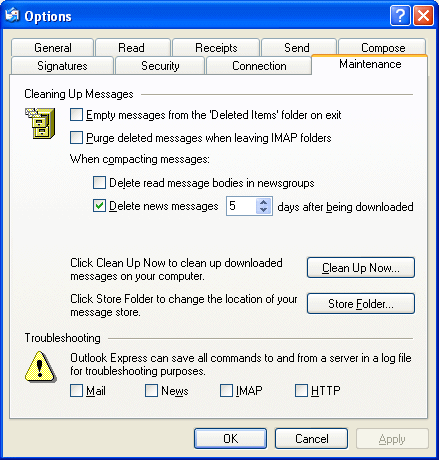 Options
General Read Receipts Send Compose
Signatures Security Connection Maintenance
Cleaning Up Messages
Empty messages from the 'Deleted Items' folder on exit
Purge deleted messages when leaving IMAP folders
When compacting messages:
Delete read message bodies in newsgroups
Delete news messages 5 days after being downloaded
Click Clean Up Now to clean up downloaded
messages on your computer.
Clean Up Now...
Click Store Folder to change the location of your
message store.
Store Folder...
Troubleshooting
Outlook Express can save all commands to and from a server in a log file
for troubleshooting purposes.
Mail News IMAP HTTP
OK Cancel Apply